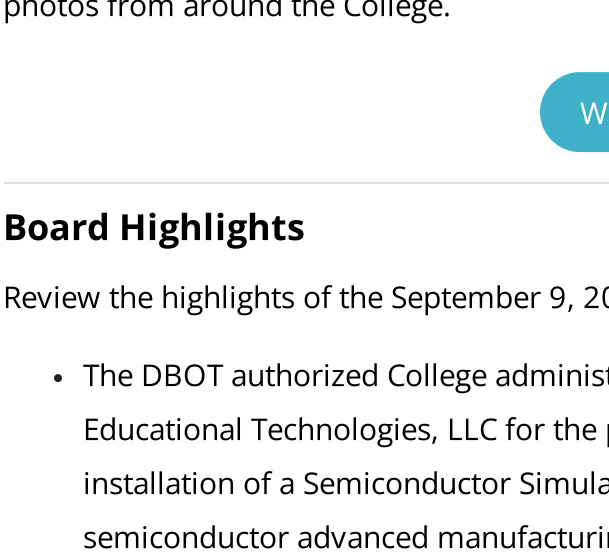 photos from around the College.
W
Board Highlights
Review the highlights of the September 9, 20
• The DBOT authorized College administ
Educational Technologies, LLC for the p
installation of a Semiconductor Simula
semiconductor advanced manufacturin